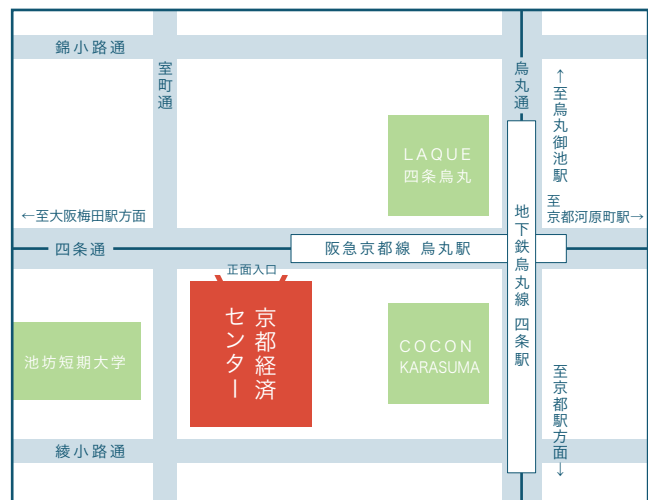 錦小路通
室町通
烏丸通
↑至烏丸御池駅
LAQUE
四条烏丸
←至大阪梅田駅方面
至
京都河原町駅→
地下鉄烏丸線 四条駅
四条通
阪急京都線 烏丸駅
正面入口
京都経済
センター
池坊短期大学
COCON
KARASUMA
至京都駅方面↓
綾小路通